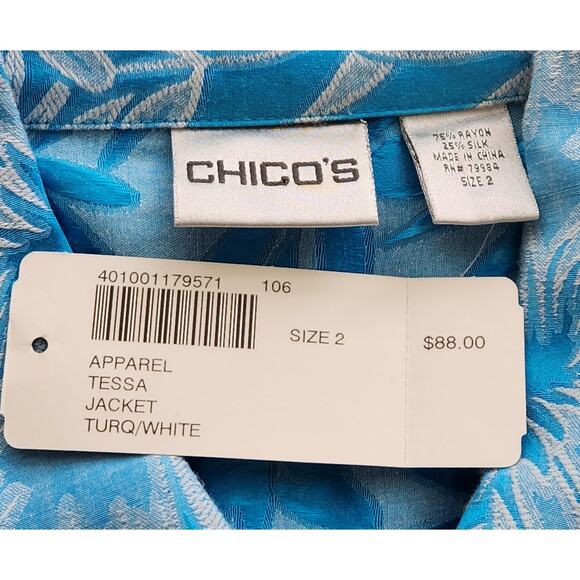 CHICO'S
75% RAYON
25% SILK
MADE IN CHINA
RN# 79984
SIZE 2
401001179571 106
SIZE 2 $88.00
APPAREL
TESSA
JACKET
TURQ/WHITE